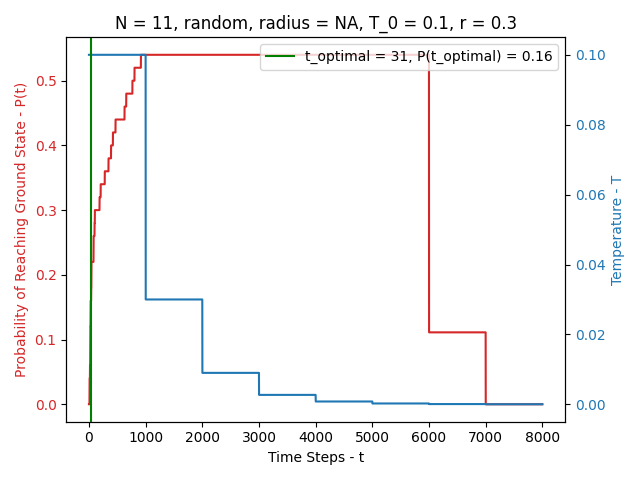 N = 11, random, radius = NA, T_0 = 0.1, r = 0.3
t_optimal = 31, P(t_optimal) = 0.16
Probability of Reaching Ground State - P(t)
0.5
0.4
0.3
0.2
0.1
0.0
0.10
0.08
0.06
0.04
0.02
0.00
Temperature - T
0 1000 2000 3000 4000 5000 6000 7000 8000
Time Steps - t